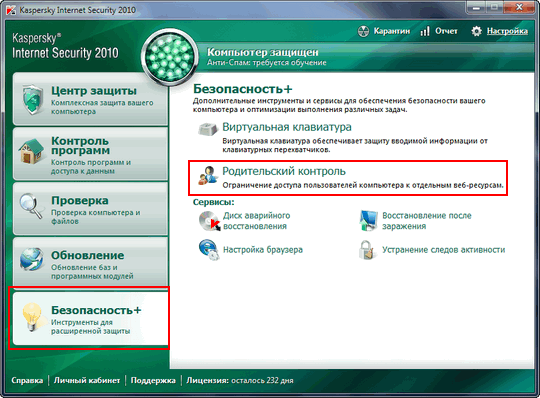 Kaspersky Internet Security 2010
Kaspersky
Internet Security 2010
Карантин Отчет Настройка
Компьютер защищен
Анти-Спам: требуется обучение
Центр защиты
Комплексная защита вашего
компьютера
Контроль
программ
Контроль программ и
доступа к данным
Проверка
Проверка компьютера и
файлов
Обновление
Обновление баз и
программных модулей
Безопасность+
Инструменты для
расширенной защиты
Безопасность+
Дополнительные инструменты и сервисы для обеспечения безопасности вашего
компьютера и оптимизации выполнения различных задач.
Виртуальная клавиатура
Виртуальная клавиатура обеспечивает защиту вводимой информации от
клавиатурных перехватчиков.
Родительский контроль
Ограничение доступа пользователей компьютера к отдельным веб-ресурсам.
Сервисы:
Диск аварийного
восстановления
Восстановление после
заражения
Настройка браузера
Устранение следов активности
Справка | Личный кабинет | Поддержка | Лицензия: осталось 232 дня